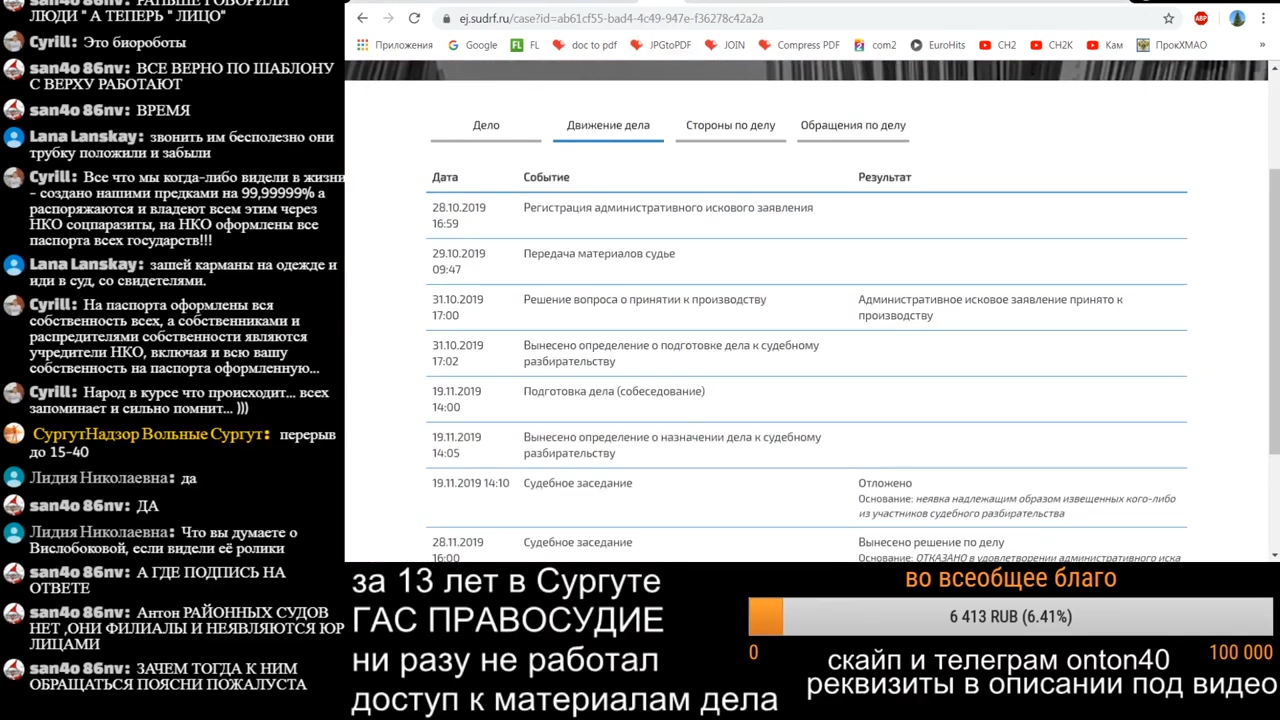 РАНЬШЕ ГОВОРИЛИ
ЛЮДИ " А ТЕПЕРЬ " ЛИЦО"
Cyrill: Это биороботы
san4o 86nv: ВСЕ ВЕРНО ПО ШАБЛОНУ
С ВЕРХУ РАБОТАЮТ
san4o 86nv: ВРЕМЯ
Lana Lanskay: звонить им бесполезно они
трубку положили и забыли
Cyrill: Все что мы когда-либо видели в жизни
- создано нашими предками на 99,99999% а
распоряжаются и владеют всем этим через
НКО соцпаразиты, на НКО оформлены все
паспорта всех государств!!!
Lana Lanskay: зашей карманы на одежде и
иди в суд, со свидетелями.
Cyrill: На паспорта оформлены вся
собственность всех, а собственниками и
распредителями собственности являются
учредители НКО, включая и всю вашу
собственность на паспорта оформленную...
Cyrill: Народ в курсе что происходит... всех
запоминает и сильно помнит... )))
СургутНадзор Вольные Сургут: перерыв
до 15-40
Лидия Николаевна: да
san4o 86nv: ДА
Лидия Николаевна: Что вы думаете о
Вислобоковой, если видели её ролики
san4o 86nv: А ГДЕ ПОДПИСЬ НА
ОТВЕТЕ
san4o 86nv: Антон РАЙОННЫХ СУДОВ
НЕТ ,ОНИ ФИЛИАЛЫ И НЕЯВЛЯЮТСЯ ЮР
ЛИЦАМИ
san4o 86nv: ЗАЧЕМ ТОГДА К НИМ
ОБРАЩАТЬСЯ ПОЯСНИ ПОЖАЛУСТА
ej.sudrf.ru/case?id=ab61cf55-bad4-4c49-947e-f36278c42a2a
ABP
Приложения Google FL FL doc to pdf JPGtoPDF JOIN Compress PDF com2 EuroHits CH2 CH2K Кам ПрокХМАО »
Дело Движение дела Стороны по делу Обращения по делу
Дата Событие Результат
28.10.2019 Регистрация административного искового заявления
16:59
29.10.2019 Передача материалов судье
09:47
31.10.2019 Решение вопроса о принятии к производству Административное исковое заявление принято к
17:00 производству
31.10.2019 Вынесено определение о подготовке дела к судебному
17:02 разбирательству
19.11.2019 Подготовка дела (собеседование)
14:00
19.11.2019 Вынесено определение о назначении дела к судебному
14:05 разбирательству
19.11.2019 14:10 Судебное заседание Отложено
Основание: неявка надлежащим образом извещенных кого-либо
из участников судебного разбирательства
28.11.2019 Судебное заседание Вынесено решение по делу
16:00 Основание: ОТКАЗАНО в удовлетворении административного иска
за 13 лет в Сургуте
ГАС ПРАВОСУДИЕ
ни разу не работал
доступ к материалам дела
во всеобщее благо
6 413 RUB (6.41%)
0 100 000
скайп и телеграм onton40
реквизиты в описании под видео